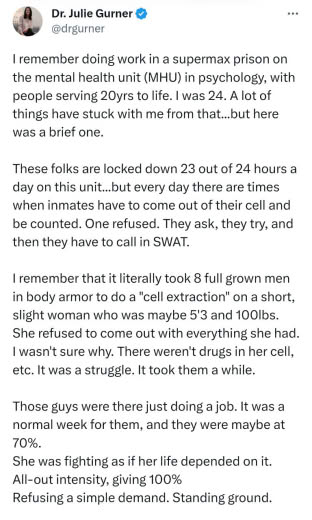 Dr. Julie Gurner
@drgurner
I remember doing work in a supermax prison on
the mental health unit (MHU) in psychology, with
people serving 20yrs to life. I was 24. A lot of
things have stuck with me from that...but here
was a brief one.
These folks are locked down 23 out of 24 hours a
day on this unit...but every day there are times
when inmates have to come out of their cell and
be counted. One refused. They ask, they try, and
then they have to call in SWAT.
I remember that it literally took 8 full grown men
in body armor to do a "cell extraction" on a short,
slight woman who was maybe 5'3 and 100lbs.
She refused to come out with everything she had.
I wasn't sure why. There weren't drugs in her cell,
etc. It was a struggle. It took them a while.
Those guys were there just doing a job. It was a
normal week for them, and they were maybe at
70%.
She was fighting as if her life depended on it.
All-out intensity, giving 100%
Refusing a simple demand. Standing ground.